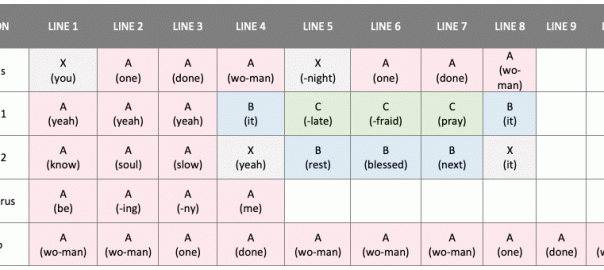 ON LINE 1 LINE 2 LINE 3 LINE 4 LINE 5 LINE 6 LINE 7 LINE 8 LINE 9 LINE
s X A A A X A A A
(you) (one) (done) (wo-man) (-night) (one) (done) (wo-man)
1 A A A B C C C B
(yeah) (yeah) (yeah) (it) (-late) (-fraid) (pray) (it)
2 A A A X B B B X
(know) (soul) (slow) (yeah) (rest) (blessed) (next) (it)
rus A A A A
(be) (-ing) (-ny) (me)
A A A A A A A A A
(wo-man) (wo-man) (one) (done) (wo-man) (wo-man) (wo-man) (one) (done)